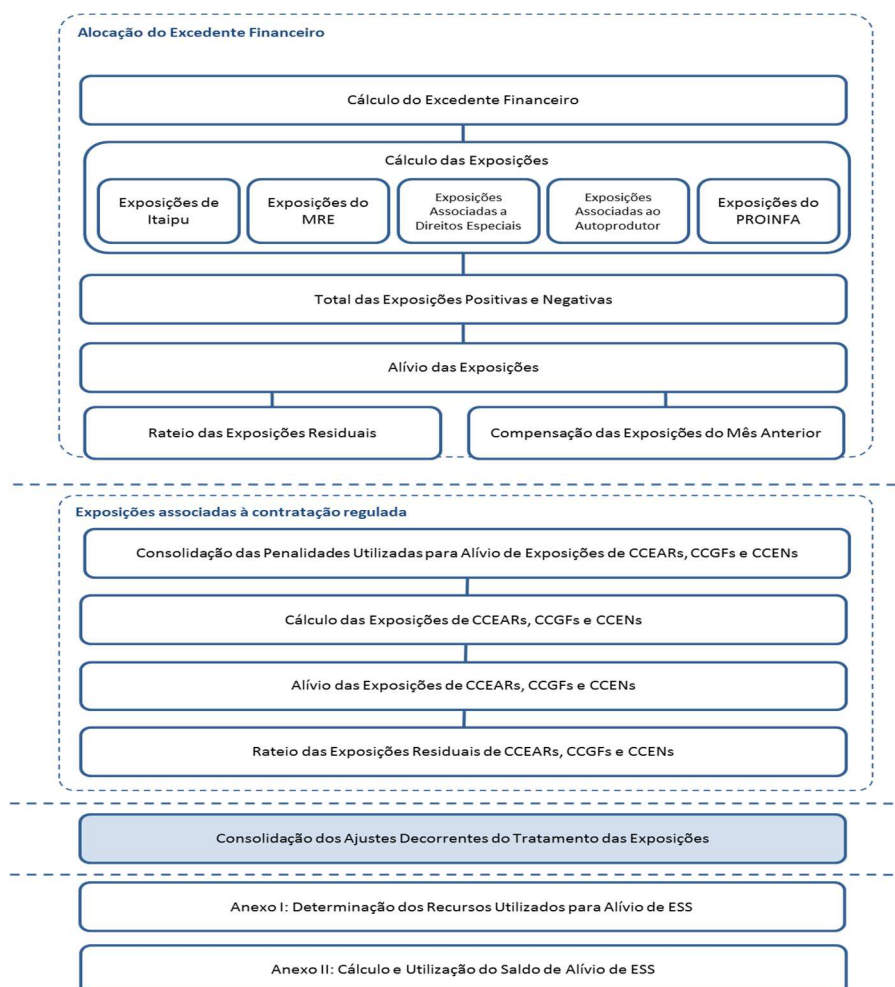 Alocação do Excedente Financeiro
Cálculo do Excedente Financeiro
Cálculo das Exposições
Exposições de
Itaipu
Exposições do
MRE
Exposições
Associadas a
Direitos Especiais
Exposições
Associadas ao
Autoprodutor
Exposições do
PROINFA
Total das Exposições Positivas e Negativas
Alívio das Exposições
Rateio das Exposições Residuais
Compensação das Exposições do Mês Anterior
Exposições associadas à contratação regulada
Consolidação das Penalidades Utilizadas para Alívio de Exposições de CCEARs, CCGFs e CCENs
Cálculo das Exposições de CCEARs, CCGFs e CCENs
Alívio das Exposições de CCEARs, CCGFs e CCENs
Rateio das Exposições Residuais de CCEARs, CCGFs e CCENs
Consolidação dos Ajustes Decorrentes do Tratamento das Exposições
Anexo I: Determinação dos Recursos Utilizados para Alívio de ESS
Anexo II: Cálculo e Utilização do Saldo de Alívio de ESS